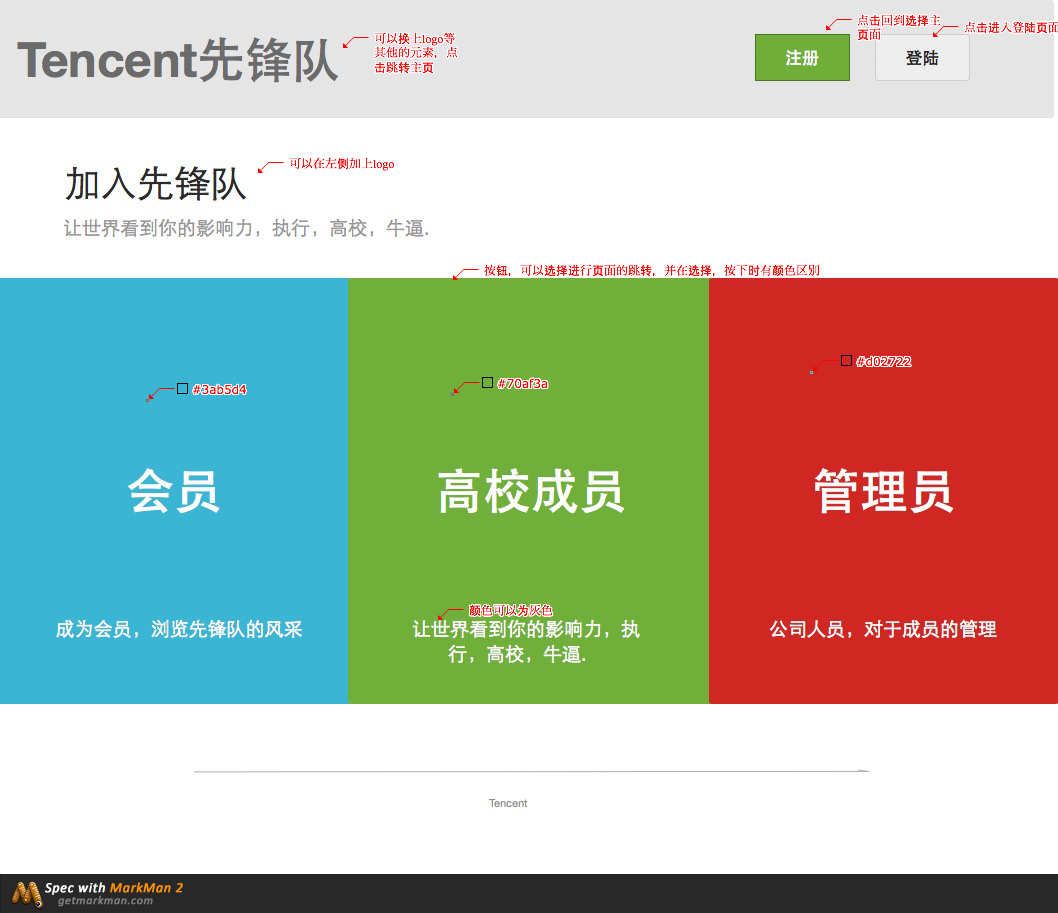 Tencent先锋队
可以换上logo等
其他的元素，点
击跳转主页
点击回到选择主
页面
点击进入登陆页面
注册
登陆
加入先锋队
可以在左侧加上logo
让世界看到你的影响力，执行，高校，牛逼.
按钮，可以选择进行页面的跳转，并在选择，按下时有颜色区别
#3ab5d4
#70af3a
#d02722
会员
高校成员
管理员
成为会员，浏览先锋队的风采
颜色可以为灰色
让世界看到你的影响力，执
行，高校，牛逼.
公司人员，对于成员的管理
Tencent
Spec with MarkMan 2
getmarkman.com